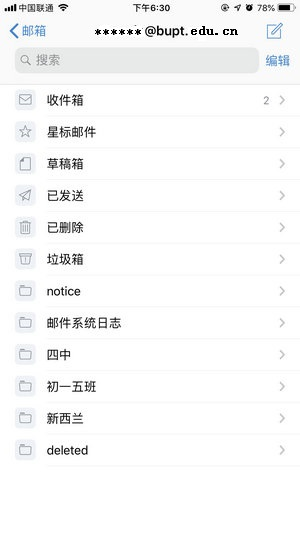 中国联通 下午6:30 78%
邮箱 ******@bupt.edu.cn
搜索 编辑
收件箱 2
星标邮件
草稿箱
已发送
已删除
垃圾箱
notice
邮件系统日志
四中
初一五班
新西兰
deleted